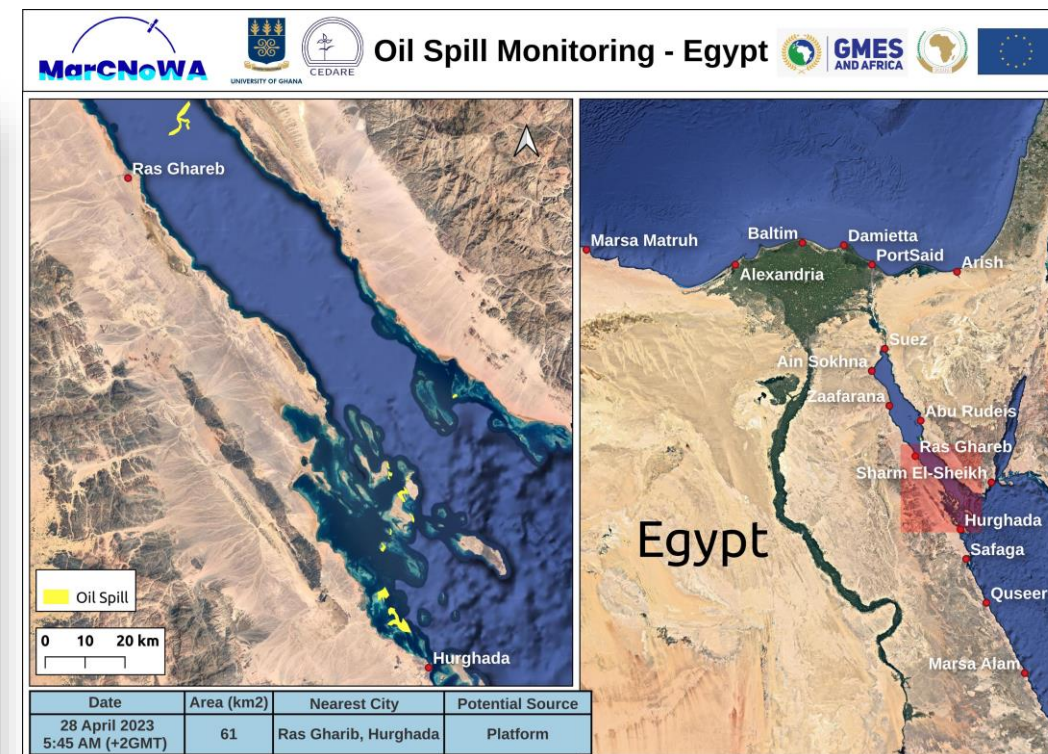 MarCNoWA
UNIVERSITY OF GHANA
CEDARE
Oil Spill Monitoring - Egypt
GMES
AND AFRICA
Ras Ghareb
Hurghada
Oil Spill
0 10 20 km
Marsa Matruh
Baltim
Damietta
Alexandria
PortSaid
Arish
Suez
Ain Sokhna
Zaafarana
Abu Rudeis
Ras Ghareb
Sharm El-Sheikh
Hurghada
Egypt
Safaga
Quseer
Marsa Alam
Date Area (km2) Nearest City Potential Source
28 April 2023
5:45 AM (+2GMT) 61 Ras Gharib, Hurghada Platform